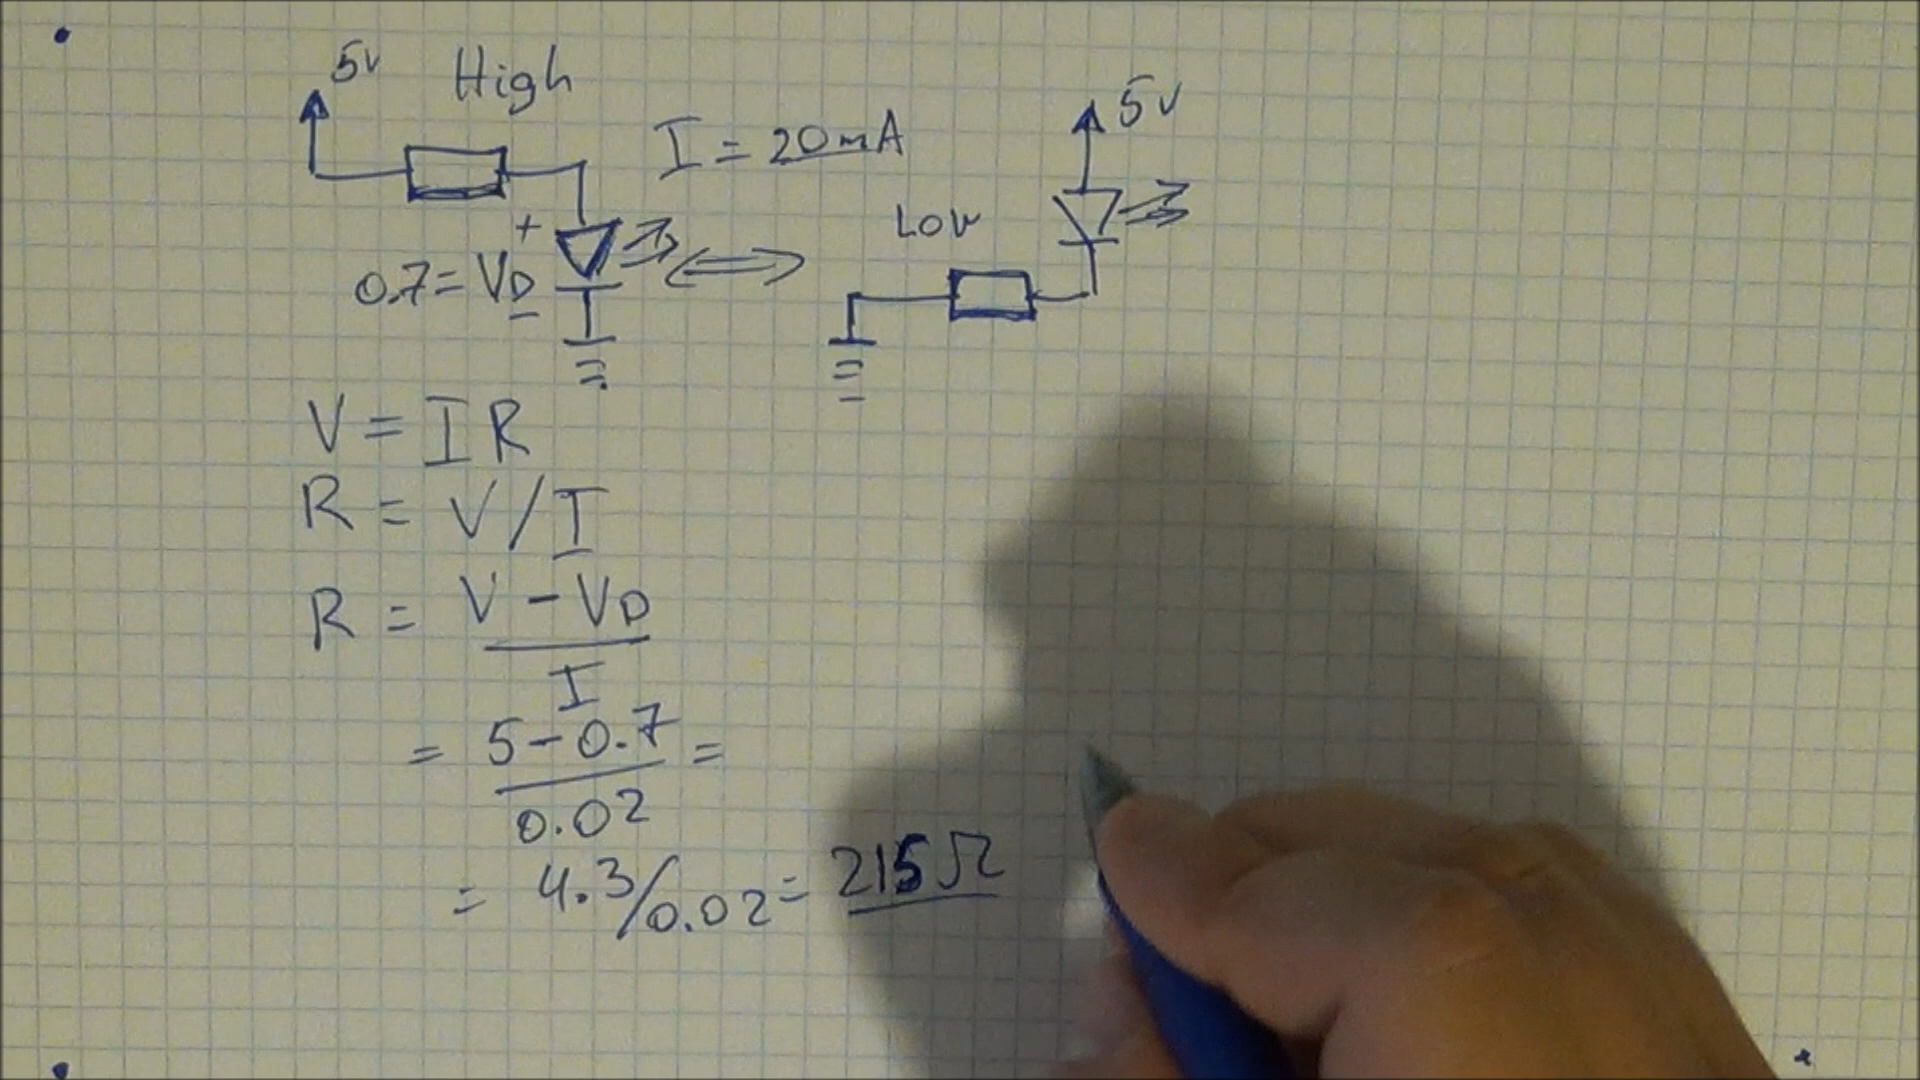 5v High
I = 20mA
5v
+
Low
0.7 = VD
V = IR
R = V/I
R = V - VD
I
= 5-0.7 =
0.02
= 4.3/0.02 = 215Ω